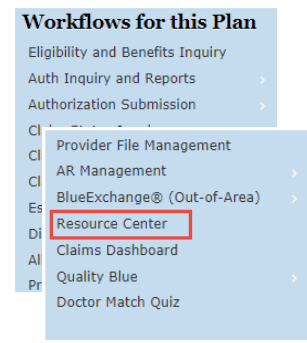 Workflows for this Plan
Eligibility and Benefits Inquiry
Auth Inquiry and Reports
Authorization Submission
Provider File Management
AR Management
BlueExchange® (Out-of-Area)
Resource Center
Claims Dashboard
Quality Blue
Doctor Match Quiz